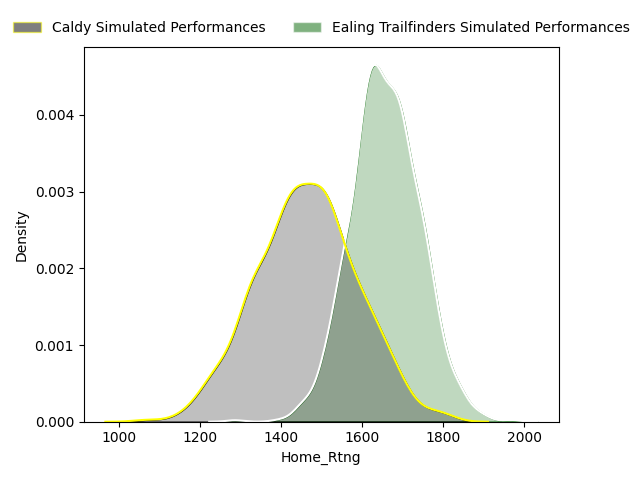 Caldy Simulated Performances
Ealing Trailfinders Simulated Performances
0.004
0.003
0.002
0.001
0.000
Density
1000 1200 1400 1600 1800 2000
Home_Rtng